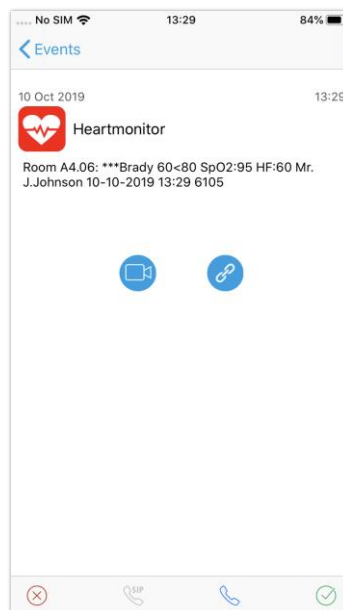 No SIM 13:29 84%
Events
10 Oct 2019 13:29
Heartmonitor
Room A4.06: ***Brady 60<80 SpO2:95 HF:60 Mr.
J.Johnson 10-10-2019 13:29 6105
SIP